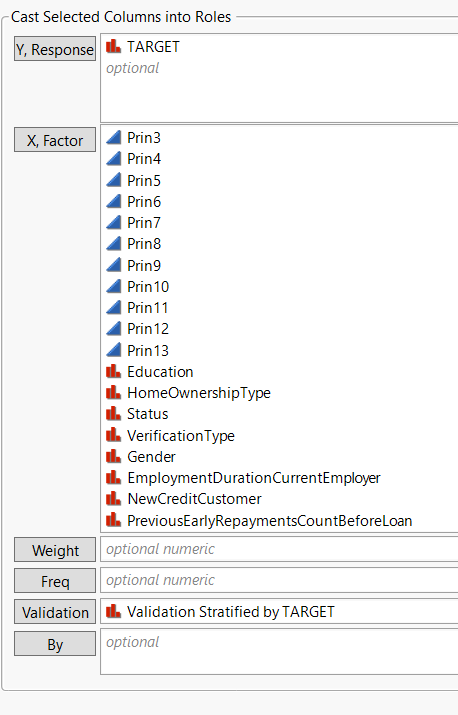 Cast Selected Columns into Roles
Y, Response
TARGET
optional
X, Factor
Prin3
Prin4
Prin5
Prin6
Prin7
Prin8
Prin9
Prin10
Prin11
Prin12
Prin13
Education
HomeOwnershipType
Status
VerificationType
Gender
EmploymentDurationCurrentEmployer
NewCreditCustomer
PreviousEarlyRepaymentsCountBeforeLoan
Weight
optional numeric
Freq
optional numeric
Validation
Validation Stratified by TARGET
By
optional